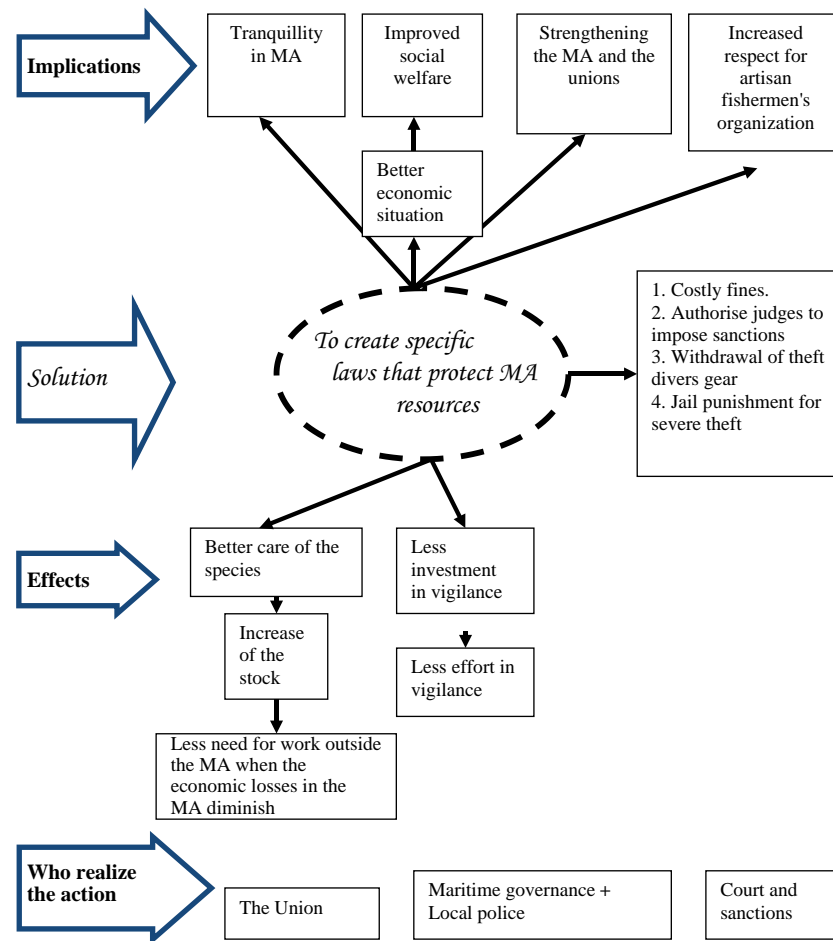 Implications
Tranquillity
in MA
Improved
social
welfare
Strengthening
the MA and the
unions
Increased
respect for
artisan
fishermen's
organization
Better
economic
situation
Solution
To create specific
laws that protect MA
resources
1. Costly fines.
2. Authorise judges to
impose sanctions
3. Withdrawal of theft
divers gear
4. Jail punishment for
severe theft
Effects
Better care of the
species
Less
investment
in vigilance
Increase
of the
stock
Less effort in
vigilance
Less need for work outside
the MA when the
economic losses in the
MA diminish
Who realize
the action
The Union
Maritime governance +
Local police
Court and
sanctions